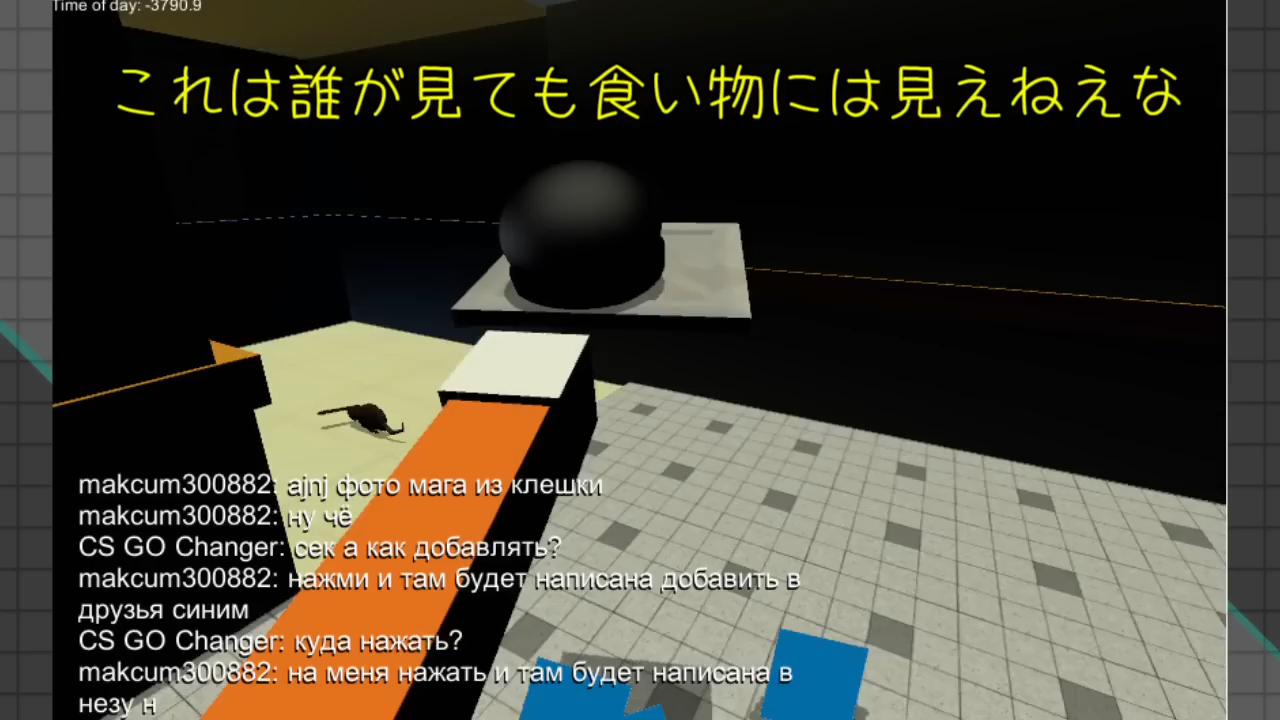 Time of day: -3790.9
これは誰が見ても食い物には見えねえな
makcum300882: ajnj фото мага из клешки
makcum300882: ну чё
CS GO Changer: сек а как добавлять?
makcum300882: нажми и там будет написана добавить в
друзья синим
CS GO Changer: куда нажать?
makcum300882: на меня нажать и там будет написана в
незу н